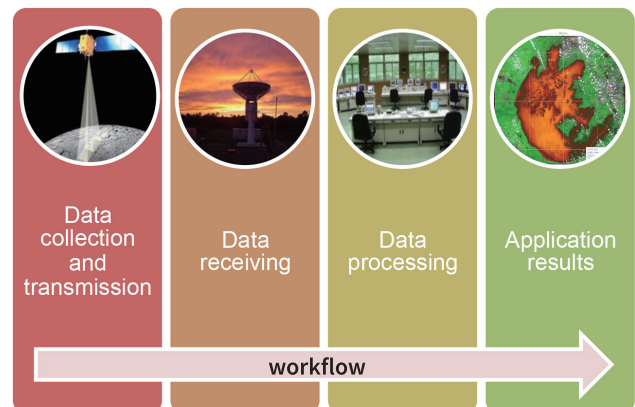 Data
collection
and
transmission
Data
receiving
Data
processing
Application
results
workflow